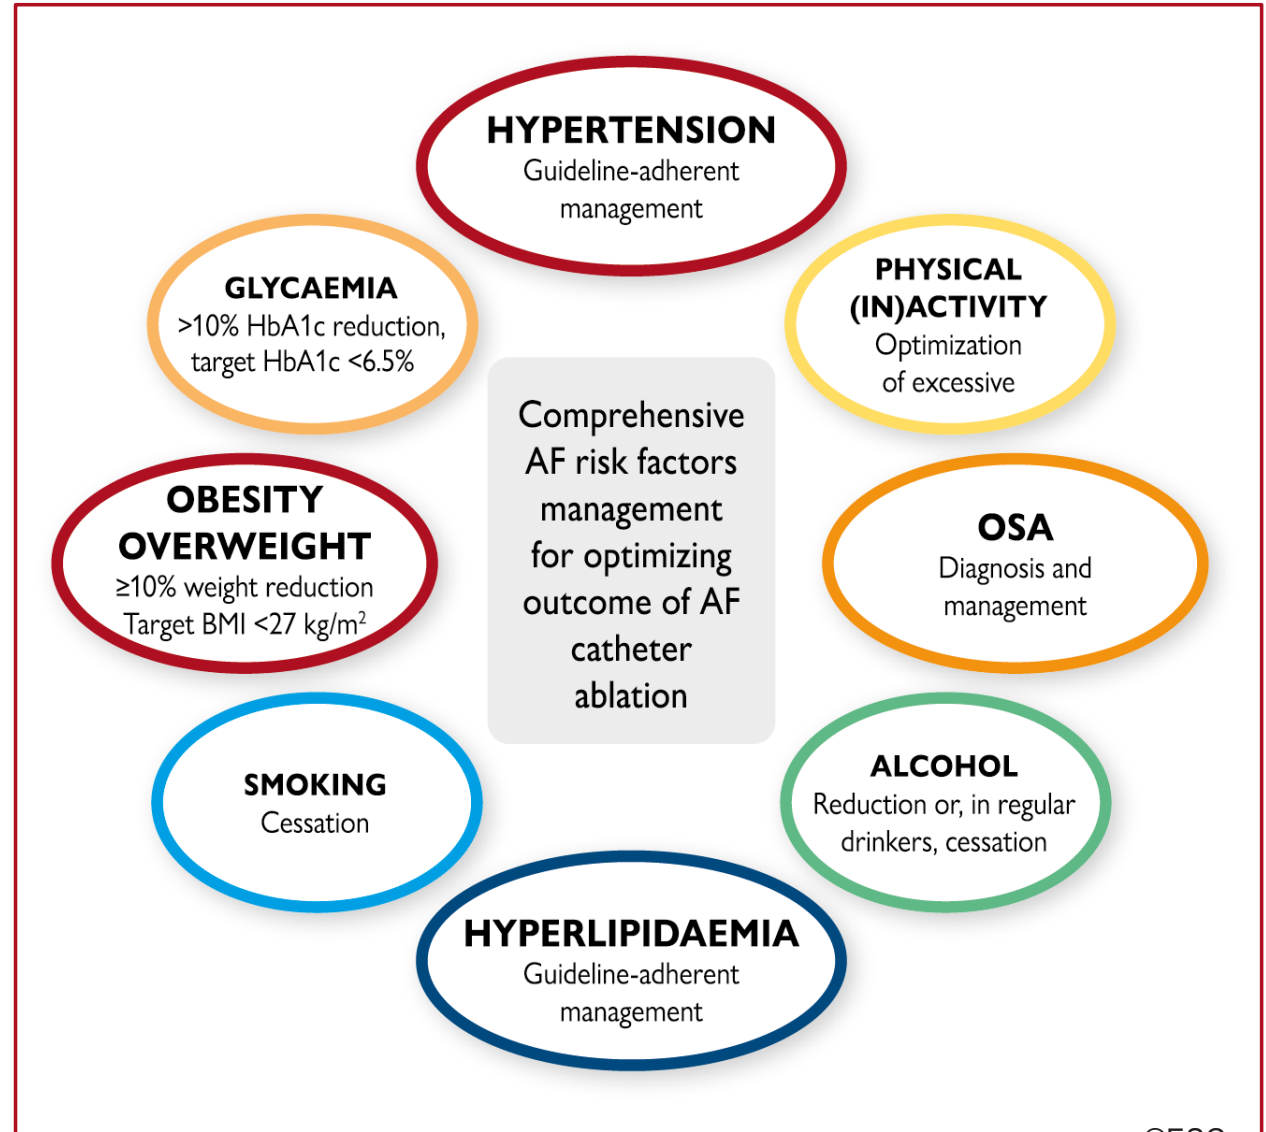 HYPERTENSION
Guideline-adherent
management
GLYCAEMIA
>10% HbA1c reduction,
target HbA1c <6.5%
PHYSICAL
(IN)ACTIVITY
Optimization
of excessive
Comprehensive
AF risk factors
management
for optimizing
outcome of AF
catheter
ablation
OBESITY
OVERWEIGHT
≥10% weight reduction
Target BMI <27 kg/m²
OSA
Diagnosis and
management
SMOKING
Cessation
ALCOHOL
Reduction or, in regular
drinkers, cessation
HYPERLIPIDAEMIA
Guideline-adherent
management